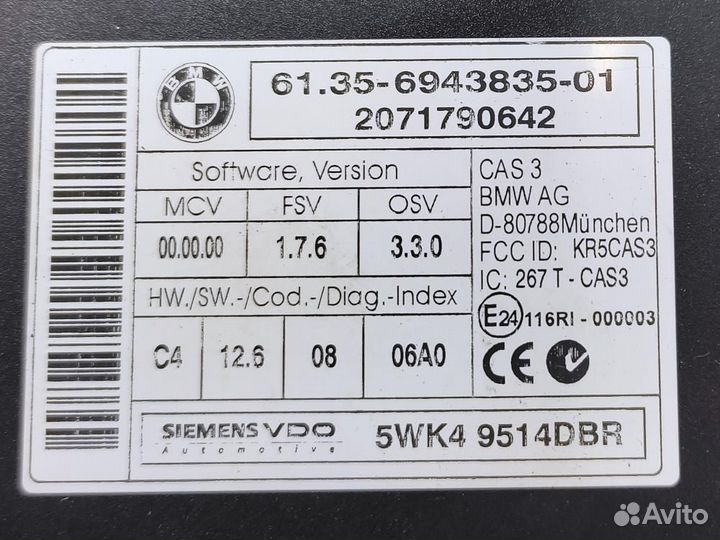 BMW
61.35-6943835-01
2071790642
Software, Version
MCV FSV OSV
00.00.00 1.7.6 3.3.0
HW./SW.-/Cod.-/Diag.-Index
C4 12.6 08 06A0
CAS 3
BMW AG
D-80788München
FCC ID: KR5CAS3
IC: 267 T - CAS3
E24 116RI - 000003
CE
SIEMENS VDO
Automotive
5WK4 9514DBR
Avito